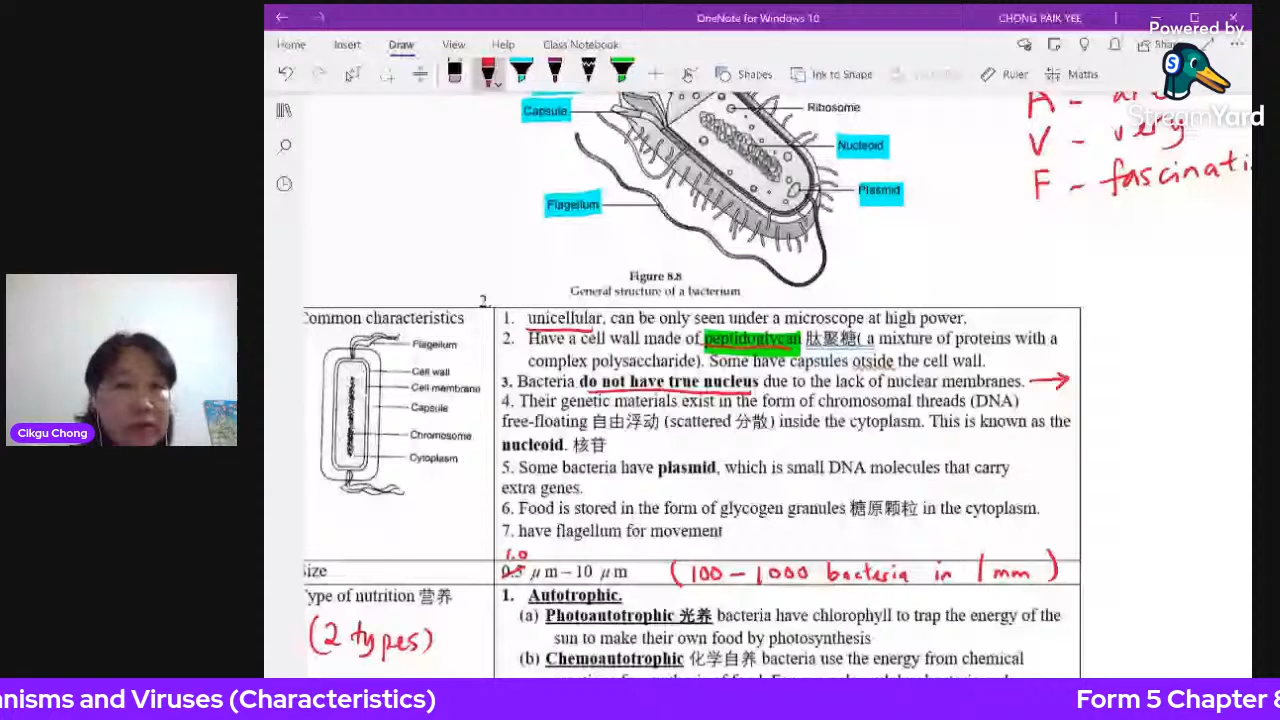 OneNote for Windows 10
CHONG PAIK YEE
Powered by
StreamYard
Home Insert Draw View Help Class Notebook
Shapes Ink to Shape Ruler Maths
Capsule
Ribosome
Nucleoid
Plasmid
Flagellum
A -
V - very
F - fascinati
Figure 8.8
General structure of a bacterium
2.
Common characteristics
Flagellum
Cell wall
Cell membrane
Capsule
Chromosome
Cytoplasm
1. unicellular, can be only seen under a microscope at high power.
2. Have a cell wall made of peptidoglycan 肽聚糖( a mixture of proteins with a
complex polysaccharide). Some have capsules otside the cell wall.
3. Bacteria do not have true nucleus due to the lack of nuclear membranes.
4. Their genetic materials exist in the form of chromosomal threads (DNA)
free-floating 自由浮动 (scattered 分散) inside the cytoplasm. This is known as the
nucleoid. 核苷
5. Some bacteria have plasmid, which is small DNA molecules that carry
extra genes.
6. Food is stored in the form of glycogen granules 糖原颗粒 in the cytoplasm.
7. have flagellum for movement
Size
1.0
0.5 μm – 10 μm (100 - 1000 bacteria in 1mm)
Type of nutrition 营养
(2 types)
1. Autotrophic.
(a) Photoautotrophic 光养 bacteria have chlorophyll to trap the energy of the
sun to make their own food by photosynthesis
(b) Chemoautotrophic 化学自养 bacteria use the energy from chemical
Cikgu Chong
anisms and Viruses (Characteristics)
Form 5 Chapter 8